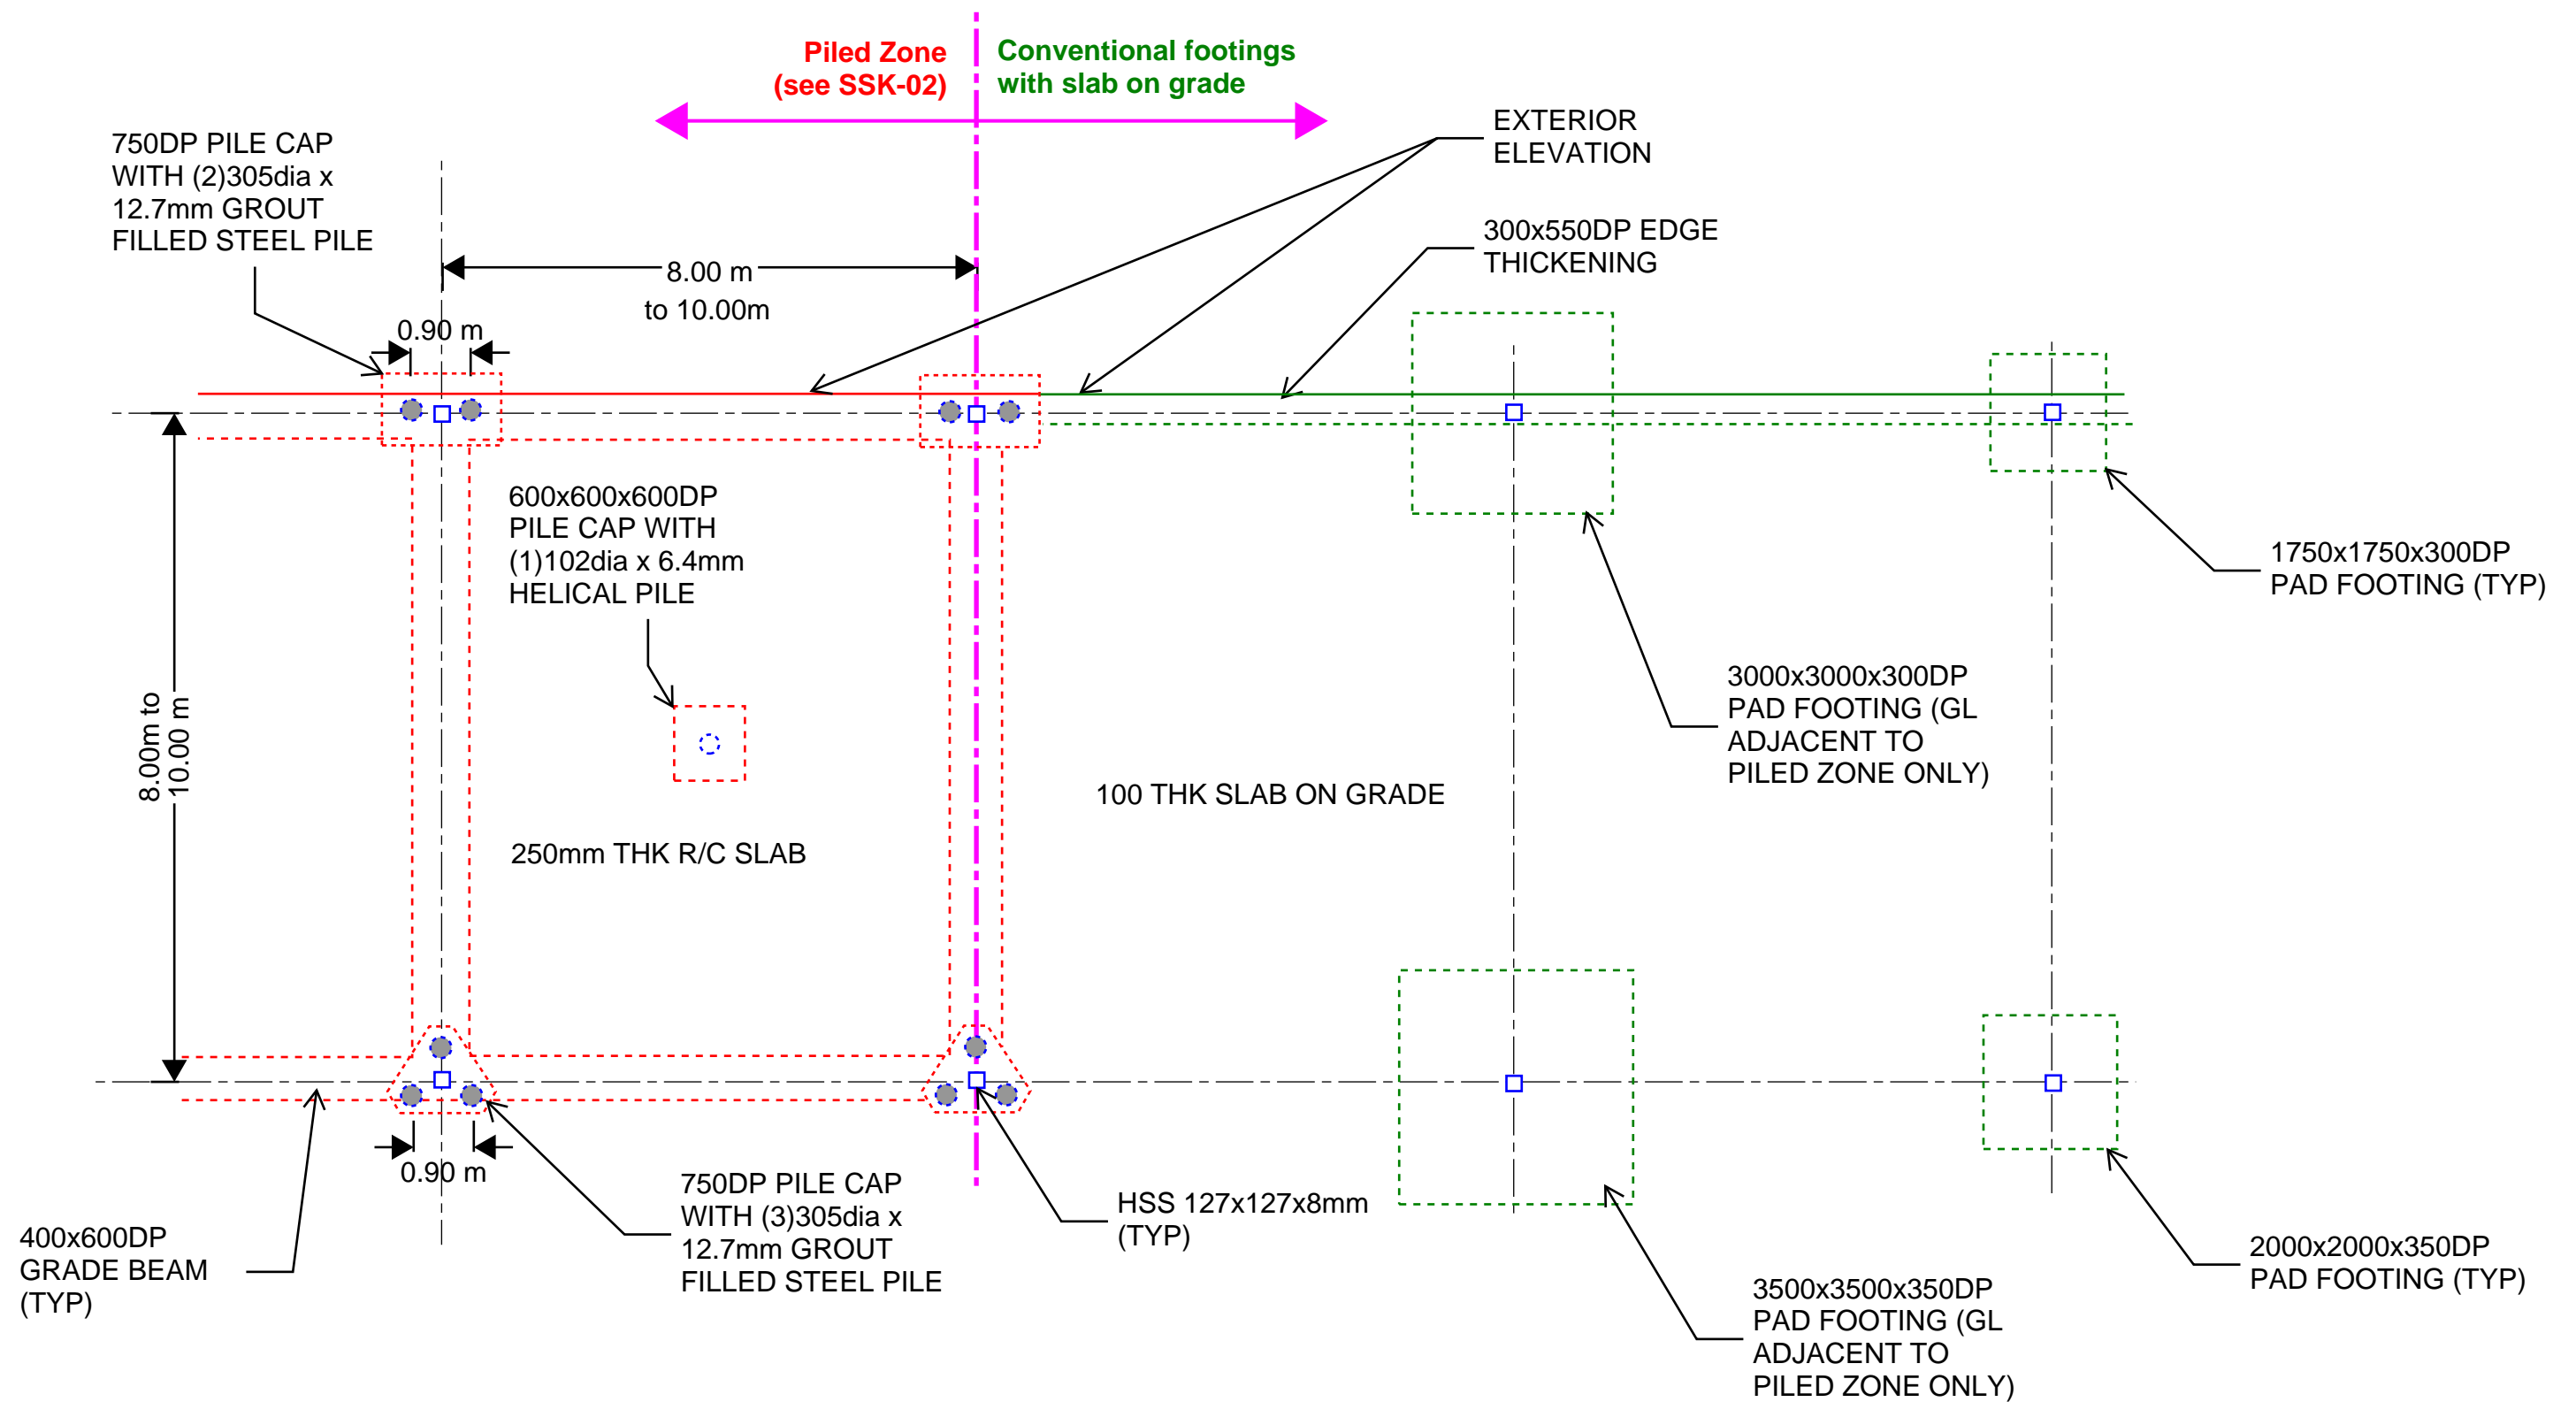 Piled Zone
(see SSK-02)
Conventional footings
with slab on grade
EXTERIOR
ELEVATION
750DP PILE CAP
WITH (2)305dia x
12.7mm GROUT
FILLED STEEL PILE
300x550DP EDGE
THICKENING
8.00 m
to 10.00m
0.90 m
600x600x600DP
PILE CAP WITH
(1)102dia x 6.4mm
HELICAL PILE
1750x1750x300DP
PAD FOOTING (TYP)
3000x3000x300DP
PAD FOOTING (GL
ADJACENT TO
PILED ZONE ONLY)
8.00m to
10.00 m
100 THK SLAB ON GRADE
250mm THK R/C SLAB
0.90 m
750DP PILE CAP
WITH (3)305dia x
12.7mm GROUT
FILLED STEEL PILE
HSS 127x127x8mm
(TYP)
400x600DP
GRADE BEAM
(TYP)
2000x2000x350DP
PAD FOOTING (TYP)
3500x3500x350DP
PAD FOOTING (GL
ADJACENT TO
PILED ZONE ONLY)